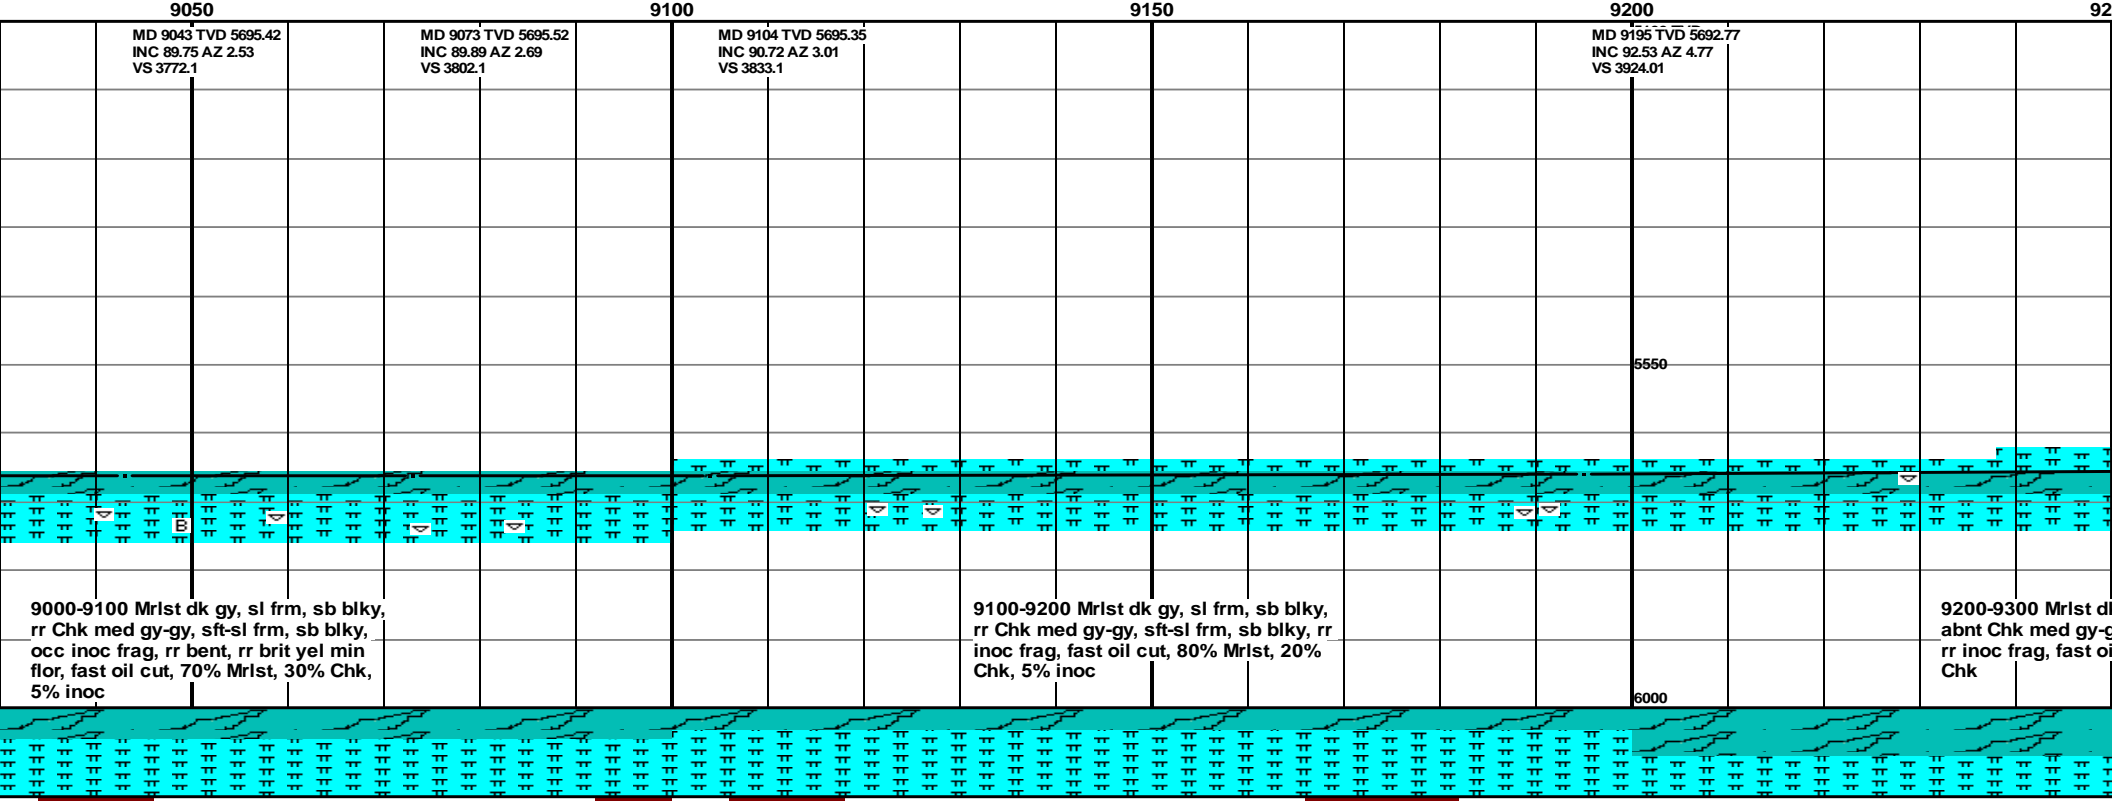 9050
9100
9150
9200
92
MD 9043 TVD 5695.42
INC 89.75 AZ 2.53
VS 3772.1
MD 9073 TVD 5695.52
INC 89.89 AZ 2.69
VS 3802.1
MD 9104 TVD 5695.35
INC 90.72 AZ 3.01
VS 3833.1
MD 9195 TVD 5692.77
INC 92.53 AZ 4.77
VS 3924.01
5550
B
9000-9100 Mrlst dk gy, sl frm, sb blky,
rr Chk med gy-gy, sft-sl frm, sb blky,
occ inoc frag, rr bent, rr brit yel min
flor, fast oil cut, 70% Mrlst, 30% Chk,
5% inoc
9100-9200 Mrlst dk gy, sl frm, sb blky,
rr Chk med gy-gy, sft-sl frm, sb blky, rr
inoc frag, fast oil cut, 80% Mrlst, 20%
Chk, 5% inoc
9200-9300 Mrlst
abnt Chk med gy-
rr inoc frag, fast
Chk
6000